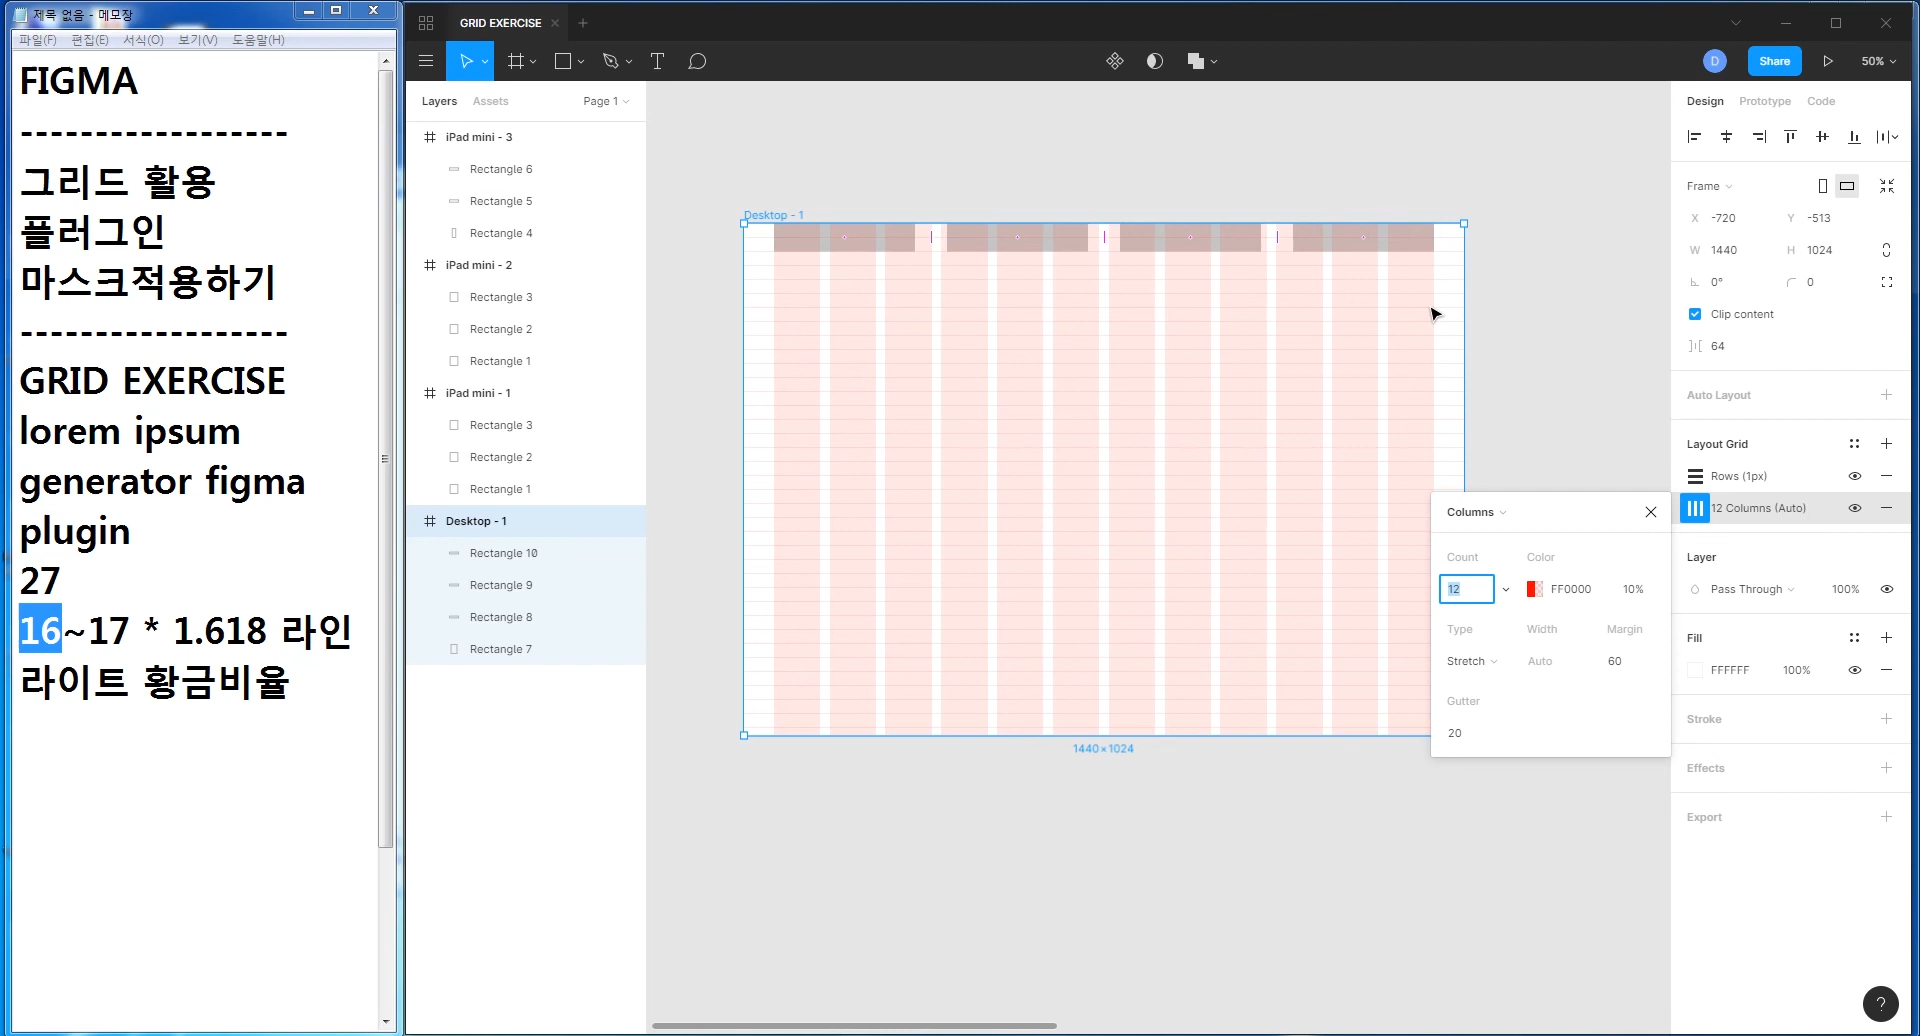 제목 없음 - 메모장
파일(F) 편집(E) 서식(O) 보기(V) 도움말(H)
FIGMA
------------------
그리드 활용
플러그인
마스크적용하기
------------------
GRID EXERCISE
lorem ipsum
generator figma
plugin
27
16~17 * 1.618 라인
라이트 황금비율
GRID EXERCISE
D
Share
50%
Layers Assets Page 1
iPad mini - 3
Rectangle 6
Rectangle 5
Rectangle 4
iPad mini - 2
Rectangle 3
Rectangle 2
Rectangle 1
iPad mini - 1
Rectangle 3
Rectangle 2
Rectangle 1
Desktop - 1
Rectangle 10
Rectangle 9
Rectangle 8
Rectangle 7
Desktop - 1
1440×1024
Columns
Count Color
12 FF0000 10%
Type Width Margin
Stretch Auto 60
Gutter
20
Design Prototype Code
Frame
X -720 Y -513
W 1440 H 1024
0° 0
Clip content
64
Auto Layout
Layout Grid
Rows (1px)
12 Columns (Auto)
Layer
Pass Through 100%
Fill
FFFFFF 100%
Stroke
Effects
Export
?